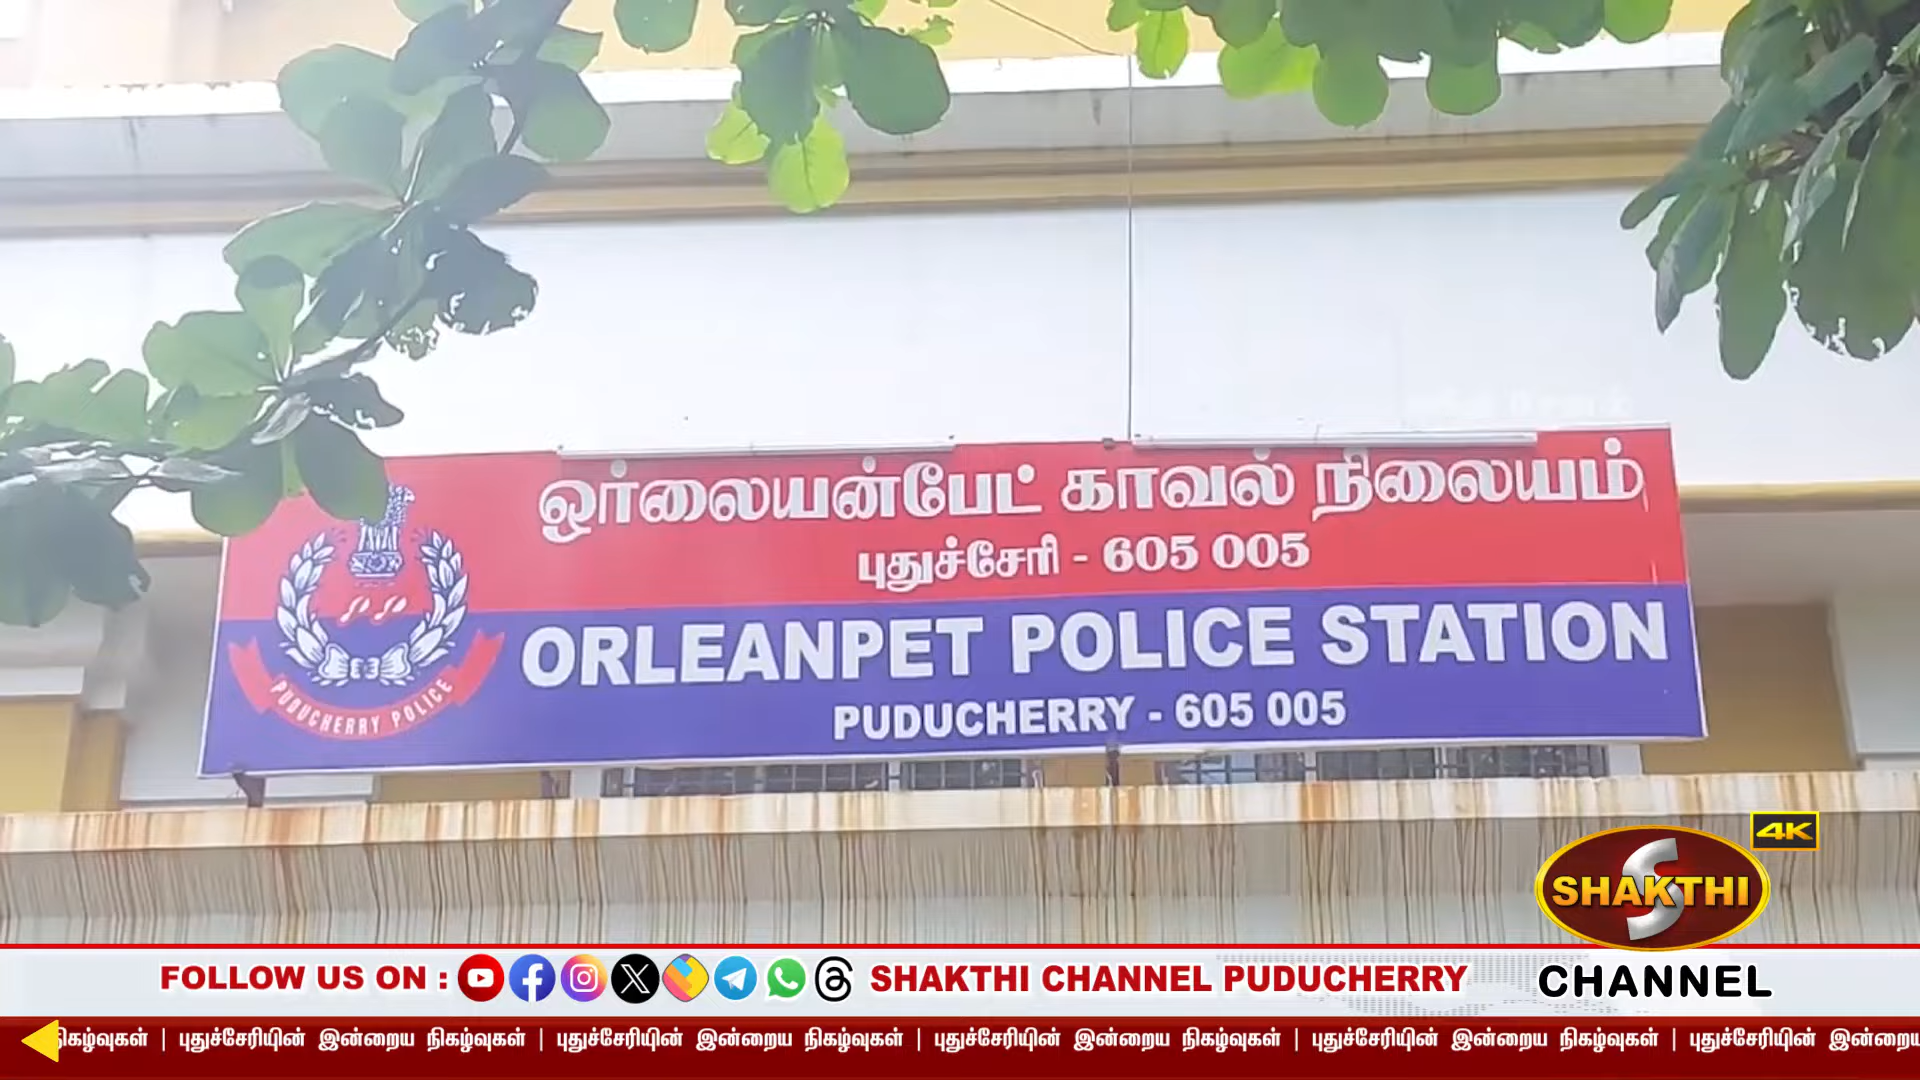 ஒர்லையன்பேட் காவல் நிலையம்
புதுச்சேரி - 605 005
ORLEANPET POLICE STATION
PUDUCHERRY - 605 005
PUDUCHERRY POLICE
4K
S
SHAKTHI
CHANNEL
FOLLOW US ON : SHAKTHI CHANNEL PUDUCHERRY
நிகழ்வுகள் | புதுச்சேரியின் இன்றைய நிகழ்வுகள் | புதுச்சேரியின் இன்றைய நிகழ்வுகள் | புதுச்சேரியின் இன்றைய நிகழ்வுகள் | புதுச்சேரியின் இன்றைய நிகழ்வுகள் | புதுச்சேரியின் இன்றைய